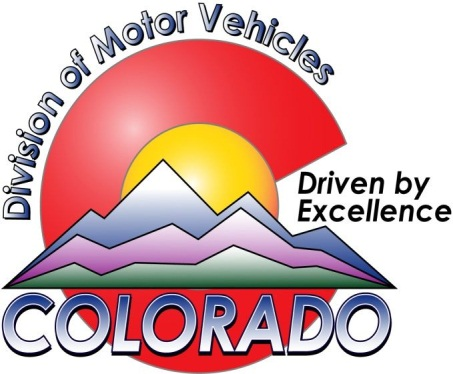 Division of Motor Vehicles
Driven by
Excellence
COLORADO